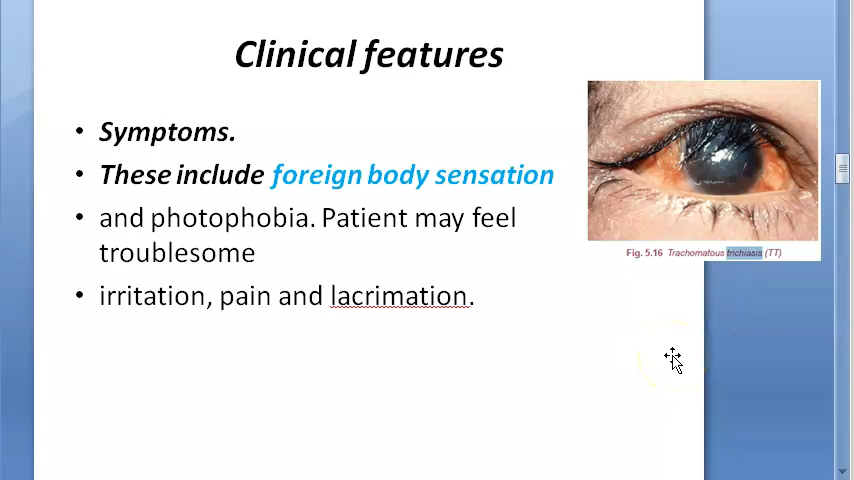 Clinical features
• Symptoms.
• These include foreign body sensation
• and photophobia. Patient may feel
troublesome
• irritation, pain and lacrimation.
Fig. 5.16 Trachomatous trichiasis (TT)